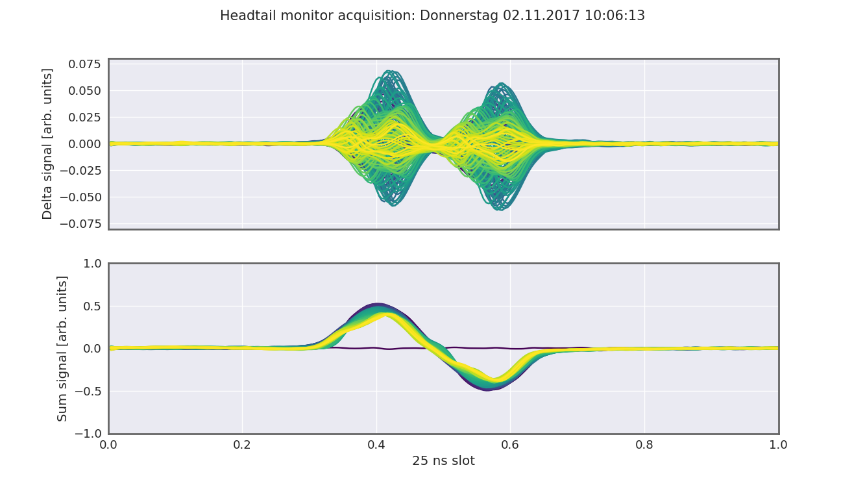 Headtail monitor acquisition: Donnerstag 02.11.2017 10:06:13
Delta signal [arb. units]
0.075
0.050
0.025
0.000
−0.025
−0.050
−0.075
Sum signal [arb. units]
1.0
0.5
0.0
−0.5
−1.0
0.0 0.2 0.4 0.6 0.8 1.0
25 ns slot